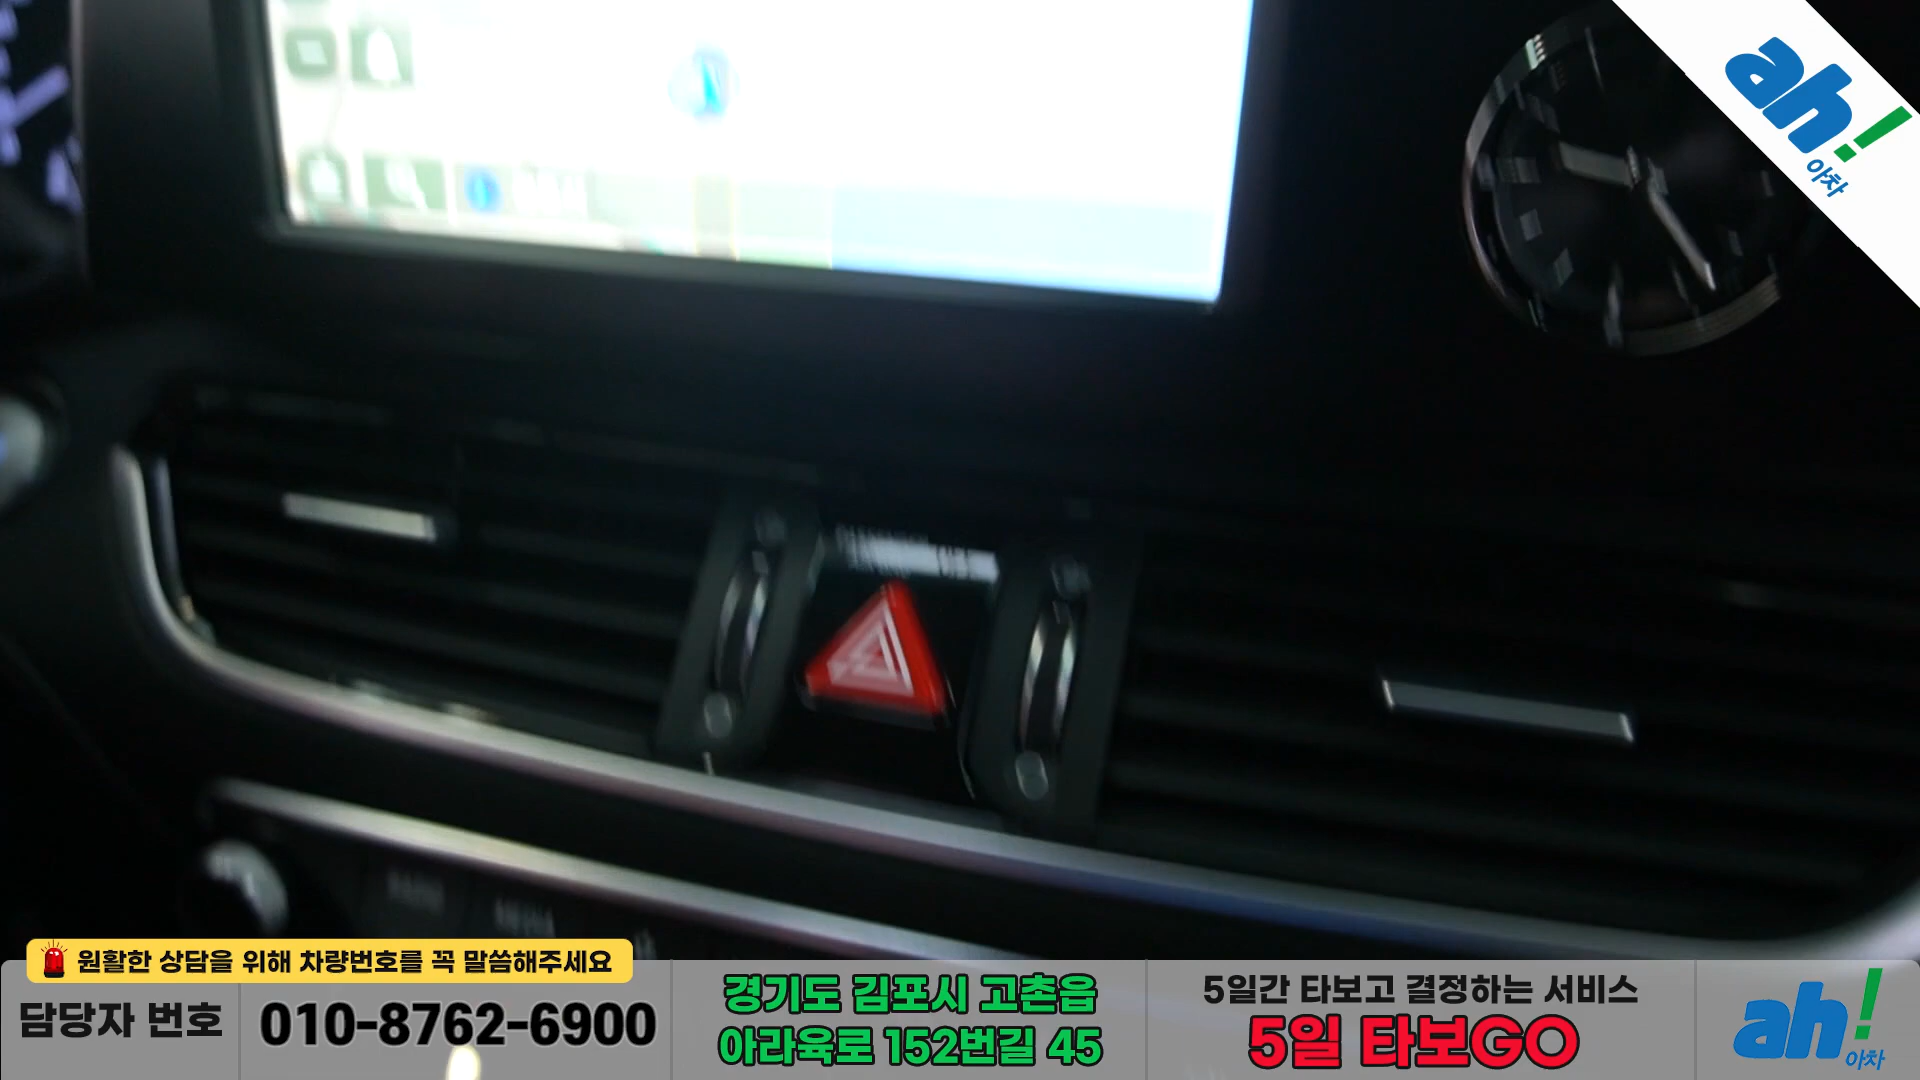 ah!
아차
원활한 상담을 위해 차량번호를 꼭 말씀해주세요
담당자 번호
010-8762-6900
경기도 김포시 고촌읍
아라육로 152번길 45
5일간 타보고 결정하는 서비스
5일 타보GO
ah!
아차